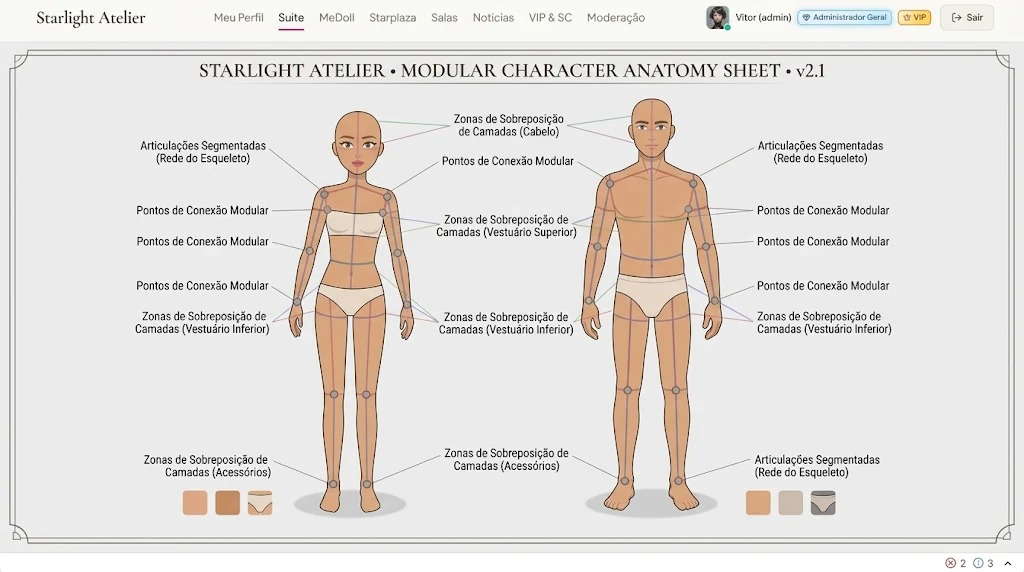 Starlight Atelier
Meu Perfil
Suite
MeDoll
Starplaza
Salas
Noticias
VIP & SC
Moderação
Vitor (admin)
Administrador Geral
VIP
Sair
STARLIGHT ATELIER • MODULAR CHARACTER ANATOMY SHEET • v2.1
Articulações Segmentadas
(Rede do Esqueleto)
Pontos de Conexão Modular
Pontos de Conexão Modular
Pontos de Conexão Modular
Zonas de Sobreposição de
Camadas (Vestuário Inferior)
Zonas de Sobreposição de
Camadas (Acessórios)
Zonas de Sobreposição
de Camadas (Cabelo)
Pontos de Conexão Modular
Zonas de Sobreposição de
Camadas (Vestuário Superior)
Zonas de Sobreposição de
Camadas (Vestuário Inferior)
Zonas de Sobreposição de
Camadas (Acessórios)
Articulações Segmentadas
(Rede do Esqueleto)
Pontos de Conexão Modular
Pontos de Conexão Modular
Pontos de Conexão Modular
Zonas de Sobreposição de
Camadas (Vestuário Inferior)
Articulações Segmentadas
(Rede do Esqueleto)
2
3